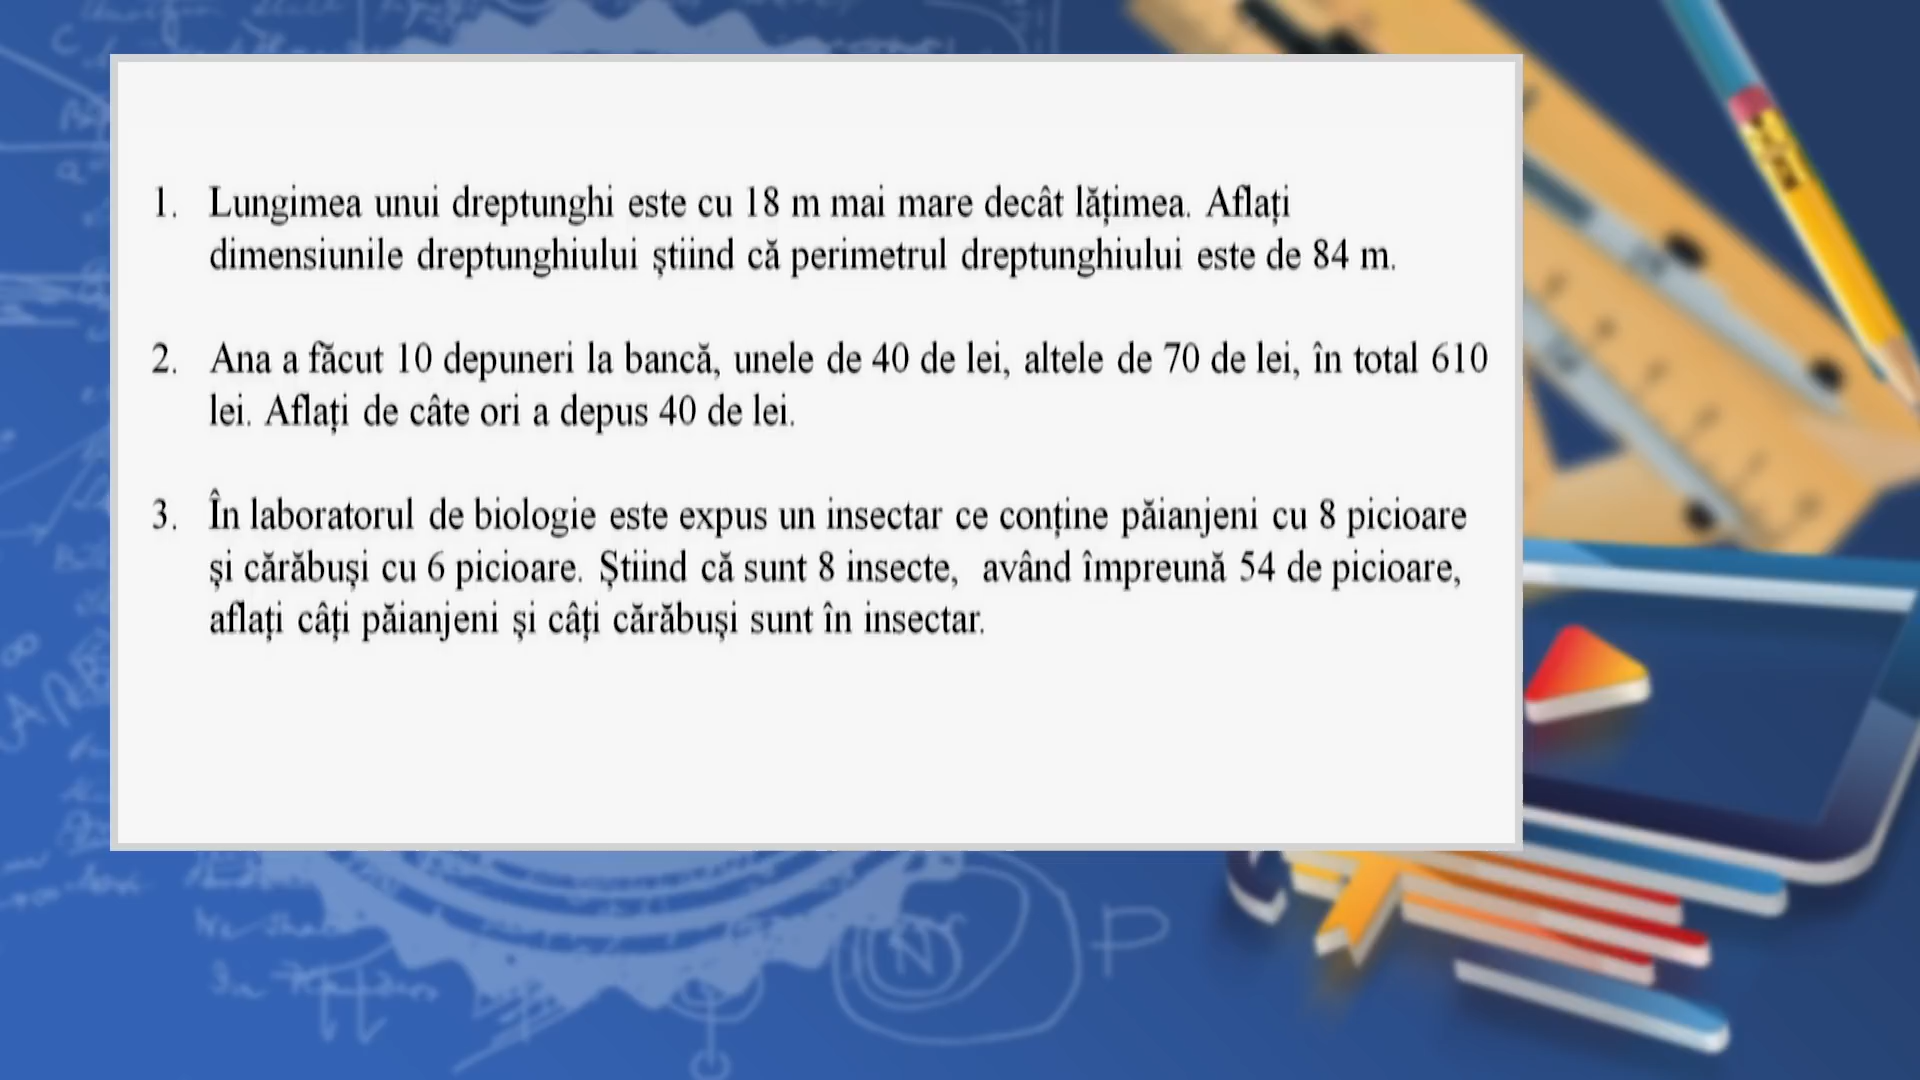 1. Lungimea unui dreptunghi este cu 18 m mai mare decât lățimea. Aflați
dimensiunile dreptunghiului știind că perimetrul dreptunghiului este de 84 m.
2. Ana a făcut 10 depuneri la bancă, unele de 40 de lei, altele de 70 de lei, în total 610
lei. Aflați de câte ori a depus 40 de lei.
3. În laboratorul de biologie este expus un insectar ce conține păianjeni cu 8 picioare
și cărăbuși cu 6 picioare. Știind că sunt 8 insecte, având împreună 54 de picioare,
aflați câți păianjeni și câți cărăbuși sunt în insectar.
N
P